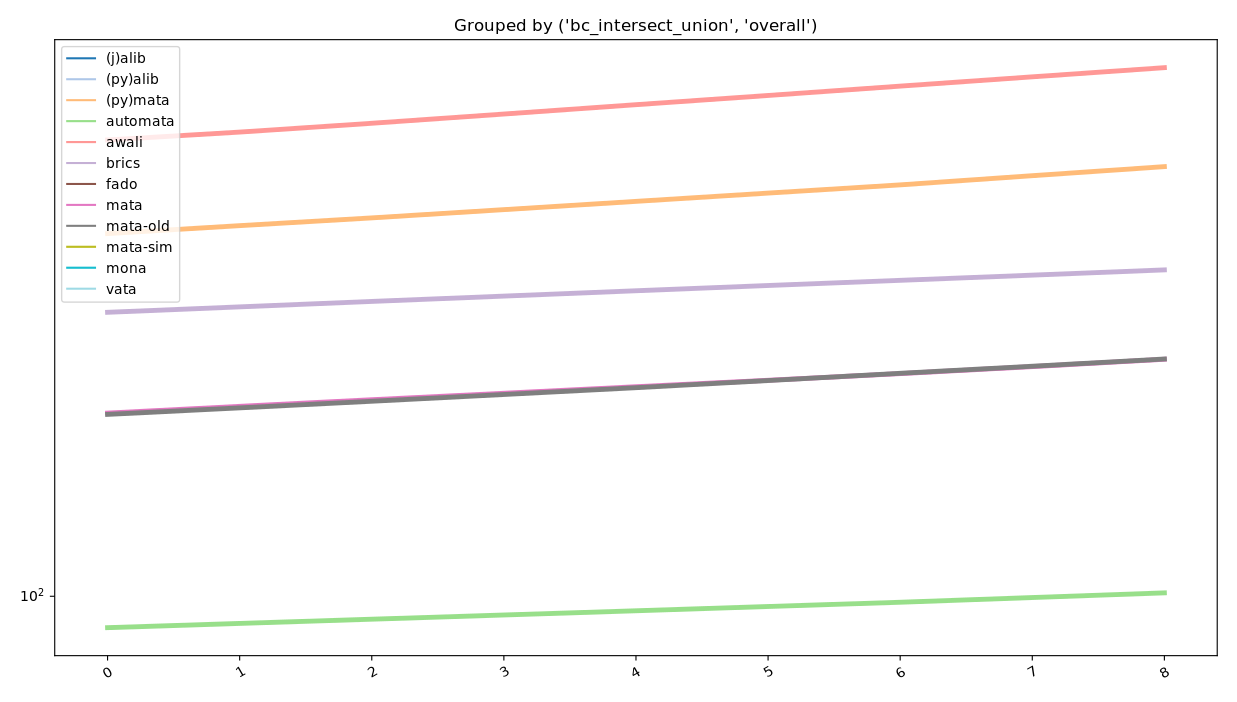 Grouped by ('bc_intersect_union', 'overall')
(j)alib
(py)alib
(py)mata
automata
awali
brics
fado
mata
mata-old
mata-sim
mona
vata
10²
0 1 2 3 4 5 6 7 8